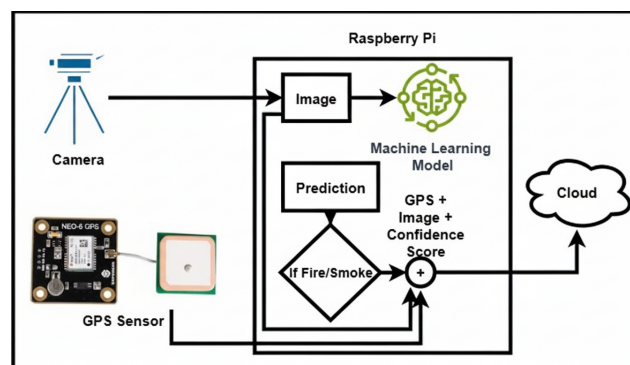 Raspberry Pi
Image
Camera
Machine Learning
Model
Prediction
GPS +
Image +
Confidence
Score
Cloud
NEO-6 GPS
If Fire/Smoke
+
GPS Sensor